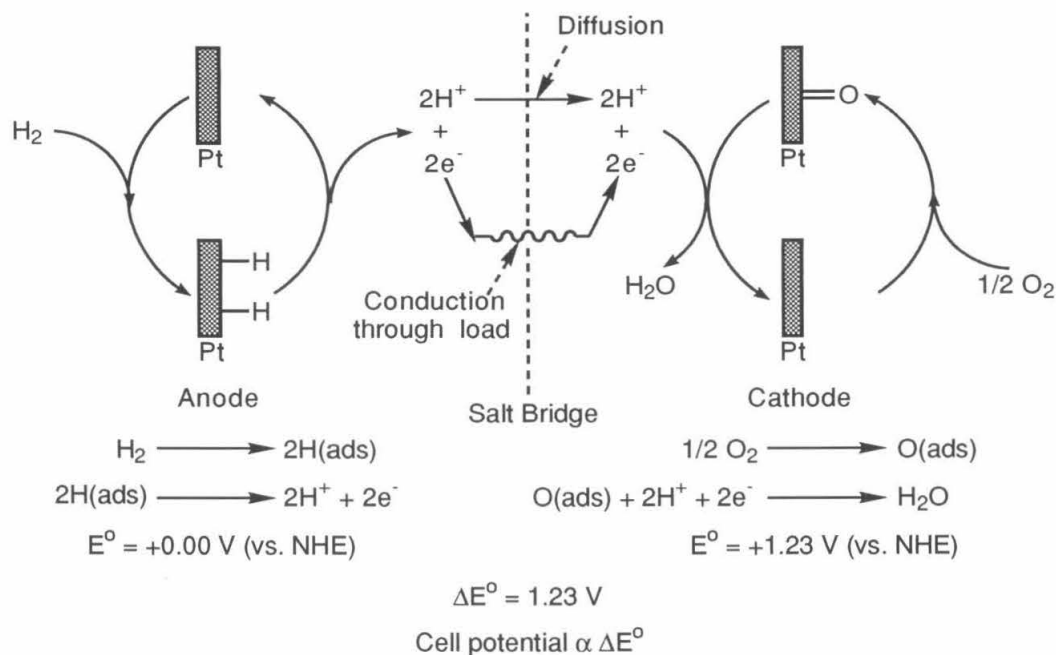 Diffusion
2H⁺ → 2H⁺
+ +
2e⁻ 2e⁻
H₂
Pt
H
H
Pt
Conduction
through load
Pt
O
H₂O
1/2 O₂
Pt
Anode
Salt Bridge
Cathode
H₂ → 2H(ads)
2H(ads) → 2H⁺ + 2e⁻
E° = +0.00 V (vs. NHE)
1/2 O₂ → O(ads)
O(ads) + 2H⁺ + 2e⁻ → H₂O
E° = +1.23 V (vs. NHE)
ΔE° = 1.23 V
Cell potential α ΔE°